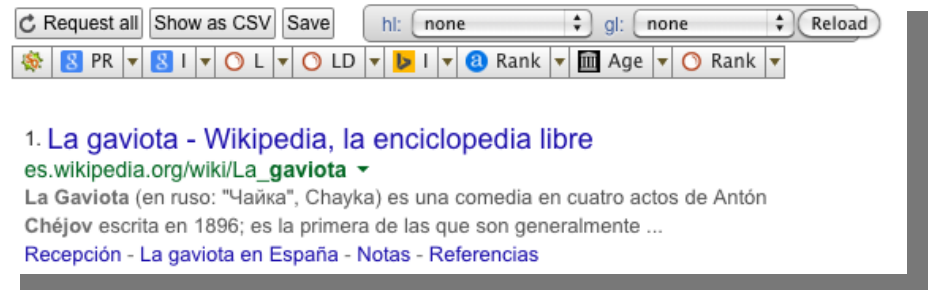 Request all Show as CSV Save hl: none gl: none Reload
PR I L LD I Rank Age Rank
1. La gaviota - Wikipedia, la enciclopedia libre
es.wikipedia.org/wiki/La_gaviota
La Gaviota (en ruso: "Чайка", Chayka) es una comedia en cuatro actos de Antón
Chéjov escrita en 1896; es la primera de las que son generalmente ...
Recepción - La gaviota en España - Notas - Referencias